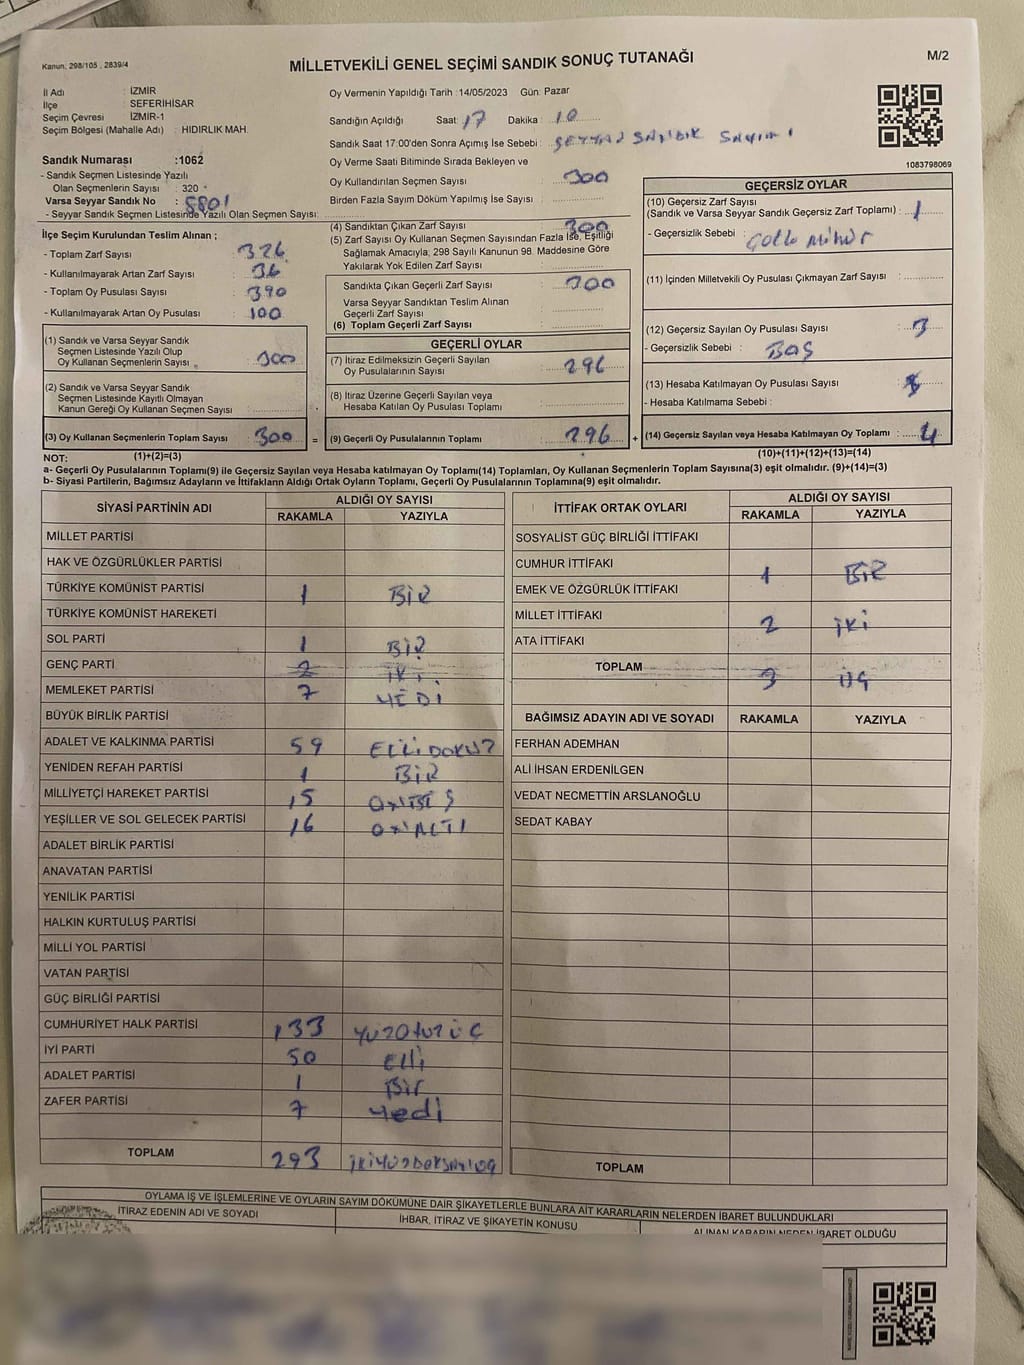 Kanun, 298/105 , 2839/4
MİLLETVEKİLİ GENEL SEÇİMİ SANDIK SONUÇ TUTANAĞI
M/2
İl Adı : İZMİR
İlçe : SEFERİHİSAR
Seçim Çevresi : İZMİR-1
Seçim Bölgesi (Mahalle Adı) : HIDIRLIK MAH.
Sandık Numarası :1062
- Sandık Seçmen Listesinde Yazılı
Olan Seçmenlerin Sayısı : 320
Varsa Seyyar Sandık No : 5801
- Seyyar Sandık Seçmen Listesinde Yazılı Olan Seçmen Sayısı:
Oy Vermenin Yapıldığı Tarih :14/05/2023 Gün: Pazar
Sandığın Açıldığı Saat: 17 Dakika : 10
Sandık Saat 17:00'den Sonra Açımış İse Sebebi : SEYYAR SANDIK SAYIMI
Oy Verme Saati Bitiminde Sırada Bekleyen ve
Oy Kullandırılan Seçmen Sayısı : 300
Birden Fazla Sayım Döküm Yapılmış İse Sayısı :
1083798069
İlçe Seçim Kurulundan Teslim Alınan ;
- Toplam Zarf Sayısı : 326
- Kullanılmayarak Artan Zarf Sayısı : 36
- Toplam Oy Pusulası Sayısı : 390
- Kullanılmayarak Artan Oy Pusulası : 100
(1) Sandık ve Varsa Seyyar Sandık
Seçmen Listesinde Yazılı Olup
Oy Kullanan Seçmenlerin Sayısı : 300
(2) Sandık ve Varsa Seyyar Sandık
Seçmen Listesinde Kayıtlı Olmayan
Kanun Gereği Oy Kullanan Seçmen Sayısı
(3) Oy Kullanan Seçmenlerin Toplam Sayısı : 300
(4) Sandıktan Çıkan Zarf Sayısı : 300
(5) Zarf Sayısı Oy Kullanan Seçmen Sayısından Fazla İse, Eşitliği
Sağlamak Amacıyla; 298 Sayılı Kanunun 98. Maddesine Göre
Yakılarak Yok Edilen Zarf Sayısı :
Sandıkta Çıkan Geçerli Zarf Sayısı : 300
Varsa Seyyar Sandıktan Teslim Alınan
Geçerli Zarf Sayısı :
(6) Toplam Geçerli Zarf Sayısı :
GEÇERLİ OYLAR
(7) İtiraz Edilmeksizin Geçerli Sayılan
Oy Pusulalarının Sayısı : 296
(8) İtiraz Üzerine Geçerli Sayılan veya
Hesaba Katılan Oy Pusulası Toplamı :
= (9) Geçerli Oy Pusulalarının Toplamı : 296 +
GEÇERSİZ OYLAR
(10) Geçersiz Zarf Sayısı
(Sandık ve Varsa Seyyar Sandık Geçersiz Zarf Toplamı) : 1
- Geçersizlik Sebebi :
(11) İçinden Milletvekili Oy Pusulası Çıkmayan Zarf Sayısı :
(12) Geçersiz Sayılan Oy Pusulası Sayısı : 3
- Geçersizlik Sebebi : BOŞ
(13) Hesaba Katılmayan Oy Pusulası Sayısı :
- Hesaba Katılmama Sebebi :
(14) Geçersiz Sayılan veya Hesaba Katılmayan Oy Toplamı : 4
NOT: (1)+(2)=(3) (10)+(11)+(12)+(13)=(14)
a- Geçerli Oy Pusulalarının Toplamı(9) ile Geçersiz Sayılan veya Hesaba katılmayan Oy Toplamı(14) Toplamları, Oy Kullanan Seçmenlerin Toplam Sayısına(3) eşit olmalıdır. (9)+(14)=(3)
b- Siyasi Partilerin, Bağımsız Adayların ve İttifakların Aldığı Ortak Oyların Toplamı, Geçerli Oy Pusulalarının Toplamına(9) eşit olmalıdır.
SİYASİ PARTİNİN ADI ALDIĞI OY SAYISI
RAKAMLA YAZIYLA
MİLLET PARTİSİ
HAK VE ÖZGÜRLÜKLER PARTİSİ
TÜRKİYE KOMÜNİST PARTİSİ 1 BİR
TÜRKİYE KOMÜNİST HAREKETİ
SOL PARTİ 1 BİR
GENÇ PARTİ 2 İKİ
MEMLEKET PARTİSİ 7 YEDİ
BÜYÜK BİRLİK PARTİSİ
ADALET VE KALKINMA PARTİSİ 59 ELLİDOKUZ
YENİDEN REFAH PARTİSİ 1 BİR
MİLLİYETÇİ HAREKET PARTİSİ 15 ONBEŞ
YEŞİLLER VE SOL GELECEK PARTİSİ 16 ONALTI
ADALET BİRLİK PARTİSİ
ANAVATAN PARTİSİ
YENİLİK PARTİSİ
HALKIN KURTULUŞ PARTİSİ
MİLLİ YOL PARTİSİ
VATAN PARTİSİ
GÜÇ BİRLİĞİ PARTİSİ
CUMHURİYET HALK PARTİSİ 133 YÜZOTUZÜÇ
İYİ PARTİ 50 Elli
ADALET PARTİSİ 1 Bir
ZAFER PARTİSİ 7 Yedi
TOPLAM 293 İKİYÜZDOKSANÜÇ
İTTİFAK ORTAK OYLARI ALDIĞI OY SAYISI
RAKAMLA YAZIYLA
SOSYALİST GÜÇ BİRLİĞİ İTTİFAKI
CUMHUR İTTİFAKI 1 BİR
EMEK VE ÖZGÜRLÜK İTTİFAKI
MİLLET İTTİFAKI 2 İKİ
ATA İTTİFAKI
TOPLAM 3 ÜÇ
BAĞIMSIZ ADAYIN ADI VE SOYADI RAKAMLA YAZIYLA
FERHAN ADEMHAN
ALİ İHSAN ERDENİLGEN
VEDAT NECMETTİN ARSLANOĞLU
SEDAT KABAY
TOPLAM
OYLAMA İŞ VE İŞLEMLERİNE VE OYLARIN SAYIM DÖKÜMÜNE DAİR ŞİKAYETLERLE BUNLARA AİT KARARLARIN NELERDEN İBARET BULUNDUKLARI
İTİRAZ EDENİN ADI VE SOYADI
İHBAR, İTİRAZ VE ŞİKAYETİN KONUSU
ALINAN KARARIN NEDEN İBARET OLDUĞU